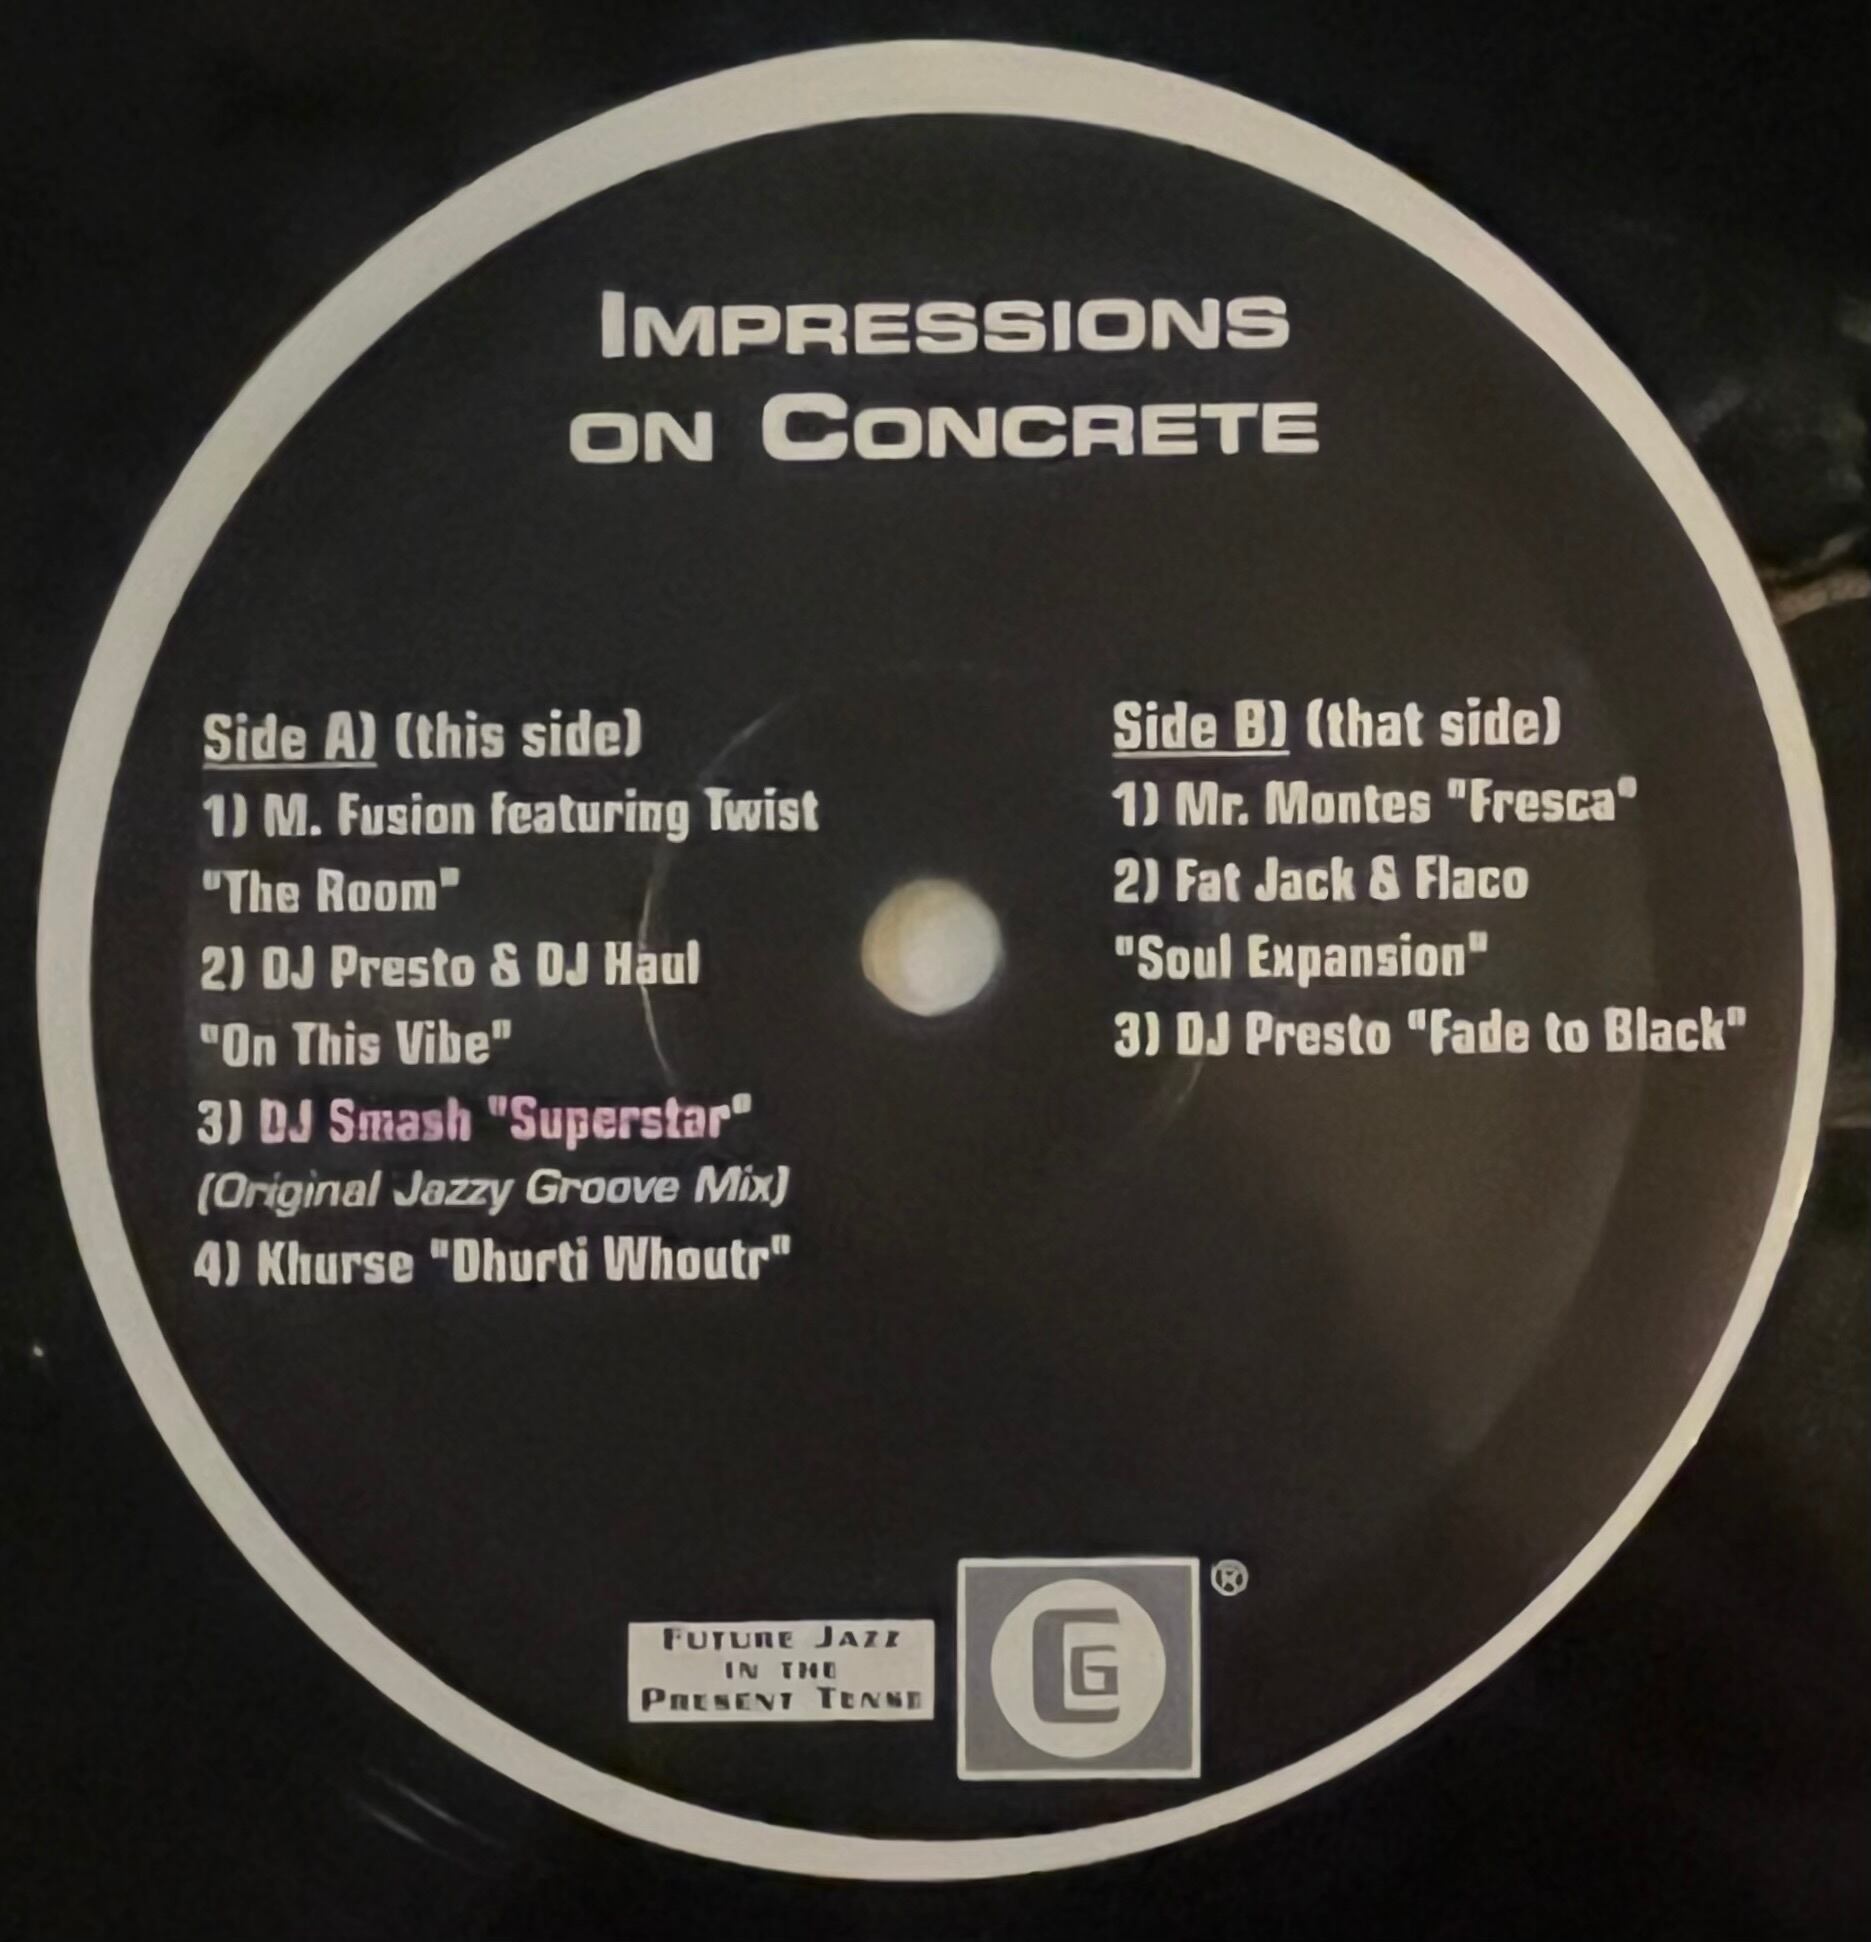 IMPRESSIONS
ON CONCRETE
Side A) (this side)
1) M. Fusion featuring Twist
"The Room"
2) DJ Presto & DJ Haul
"On This Vibe"
3) DJ Smash "Superstar"
(Original Jazzy Groove Mix)
4) Khurse "Dhurti Whoutr"
Side B) (that side)
1) Mr. Montes "Fresca"
2) Fat Jack & Flaco
"Soul Expansion"
3) DJ Presto "Fade to Black"
FUTURE JAZZ
IN THE
PRESENT TENSE
CG
®